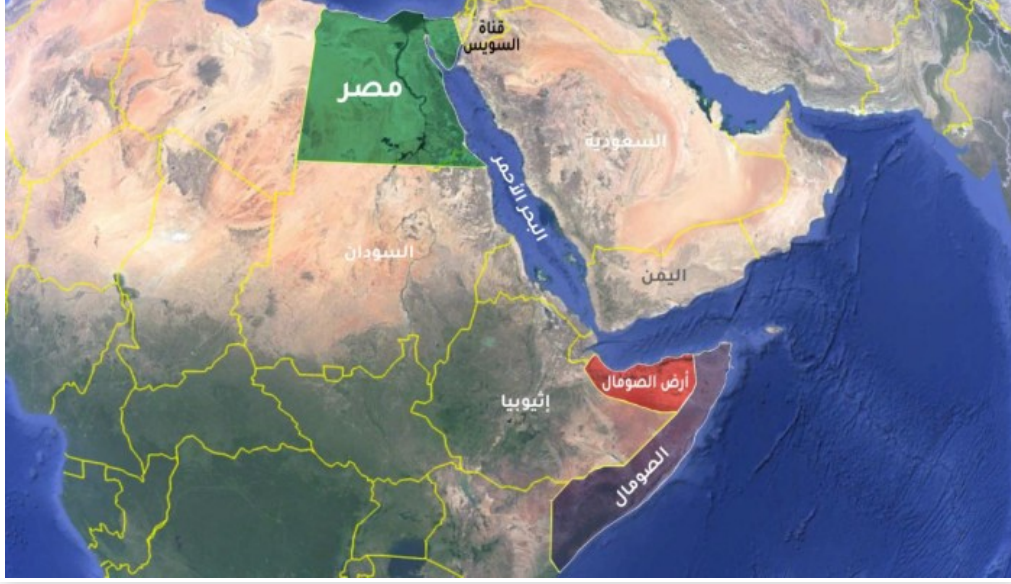 قناة
السويس
مصر
السعودية
البحر الأحمر
السودان
اليمن
أرض الصومال
إثيوبيا
الصومال